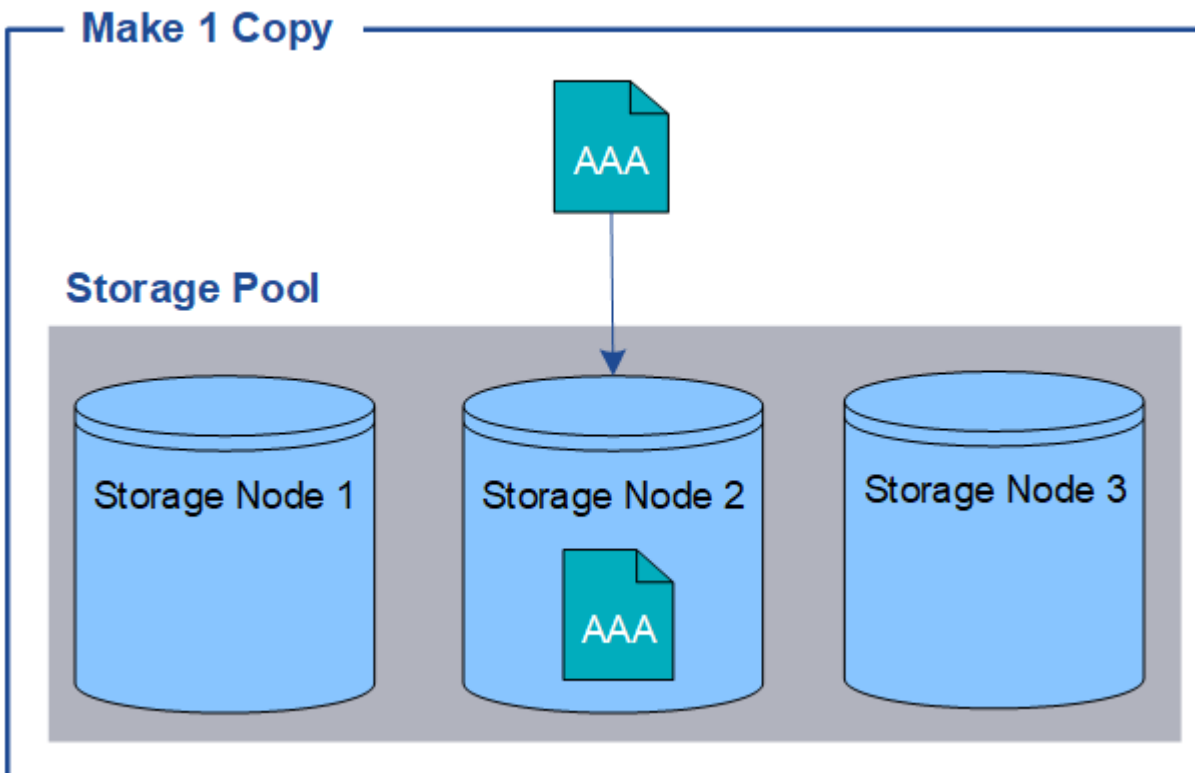 Make 1 Copy
AAA
Storage Pool
Storage Node 1
Storage Node 2
Storage Node 3
AAA